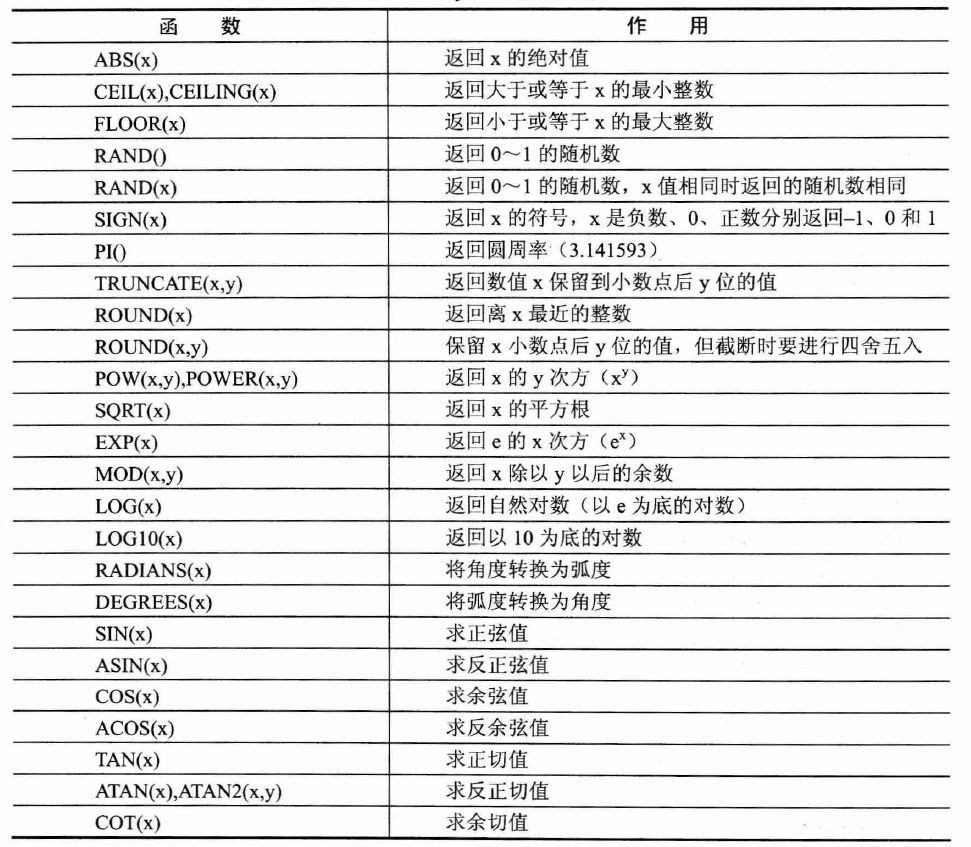 函 数 作 用
ABS(x) 返回 x 的绝对值
CEIL(x),CEILING(x) 返回大于或等于 x 的最小整数
FLOOR(x) 返回小于或等于 x 的最大整数
RAND() 返回 0～1 的随机数
RAND(x) 返回 0～1 的随机数，x 值相同时返回的随机数相同
SIGN(x) 返回 x 的符号，x 是负数、0、正数分别返回–1、0 和 1
PI() 返回圆周率（3.141593）
TRUNCATE(x,y) 返回数值 x 保留到小数点后 y 位的值
ROUND(x) 返回离 x 最近的整数
ROUND(x,y) 保留 x 小数点后 y 位的值，但截断时要进行四舍五入
POW(x,y),POWER(x,y) 返回 x 的 y 次方（xʸ）
SQRT(x) 返回 x 的平方根
EXP(x) 返回 e 的 x 次方（eˣ）
MOD(x,y) 返回 x 除以 y 以后的余数
LOG(x) 返回自然对数（以 e 为底的对数）
LOG10(x) 返回以 10 为底的对数
RADIANS(x) 将角度转换为弧度
DEGREES(x) 将弧度转换为角度
SIN(x) 求正弦值
ASIN(x) 求反正弦值
COS(x) 求余弦值
ACOS(x) 求反余弦值
TAN(x) 求正切值
ATAN(x),ATAN2(x,y) 求反正切值
COT(x) 求余切值